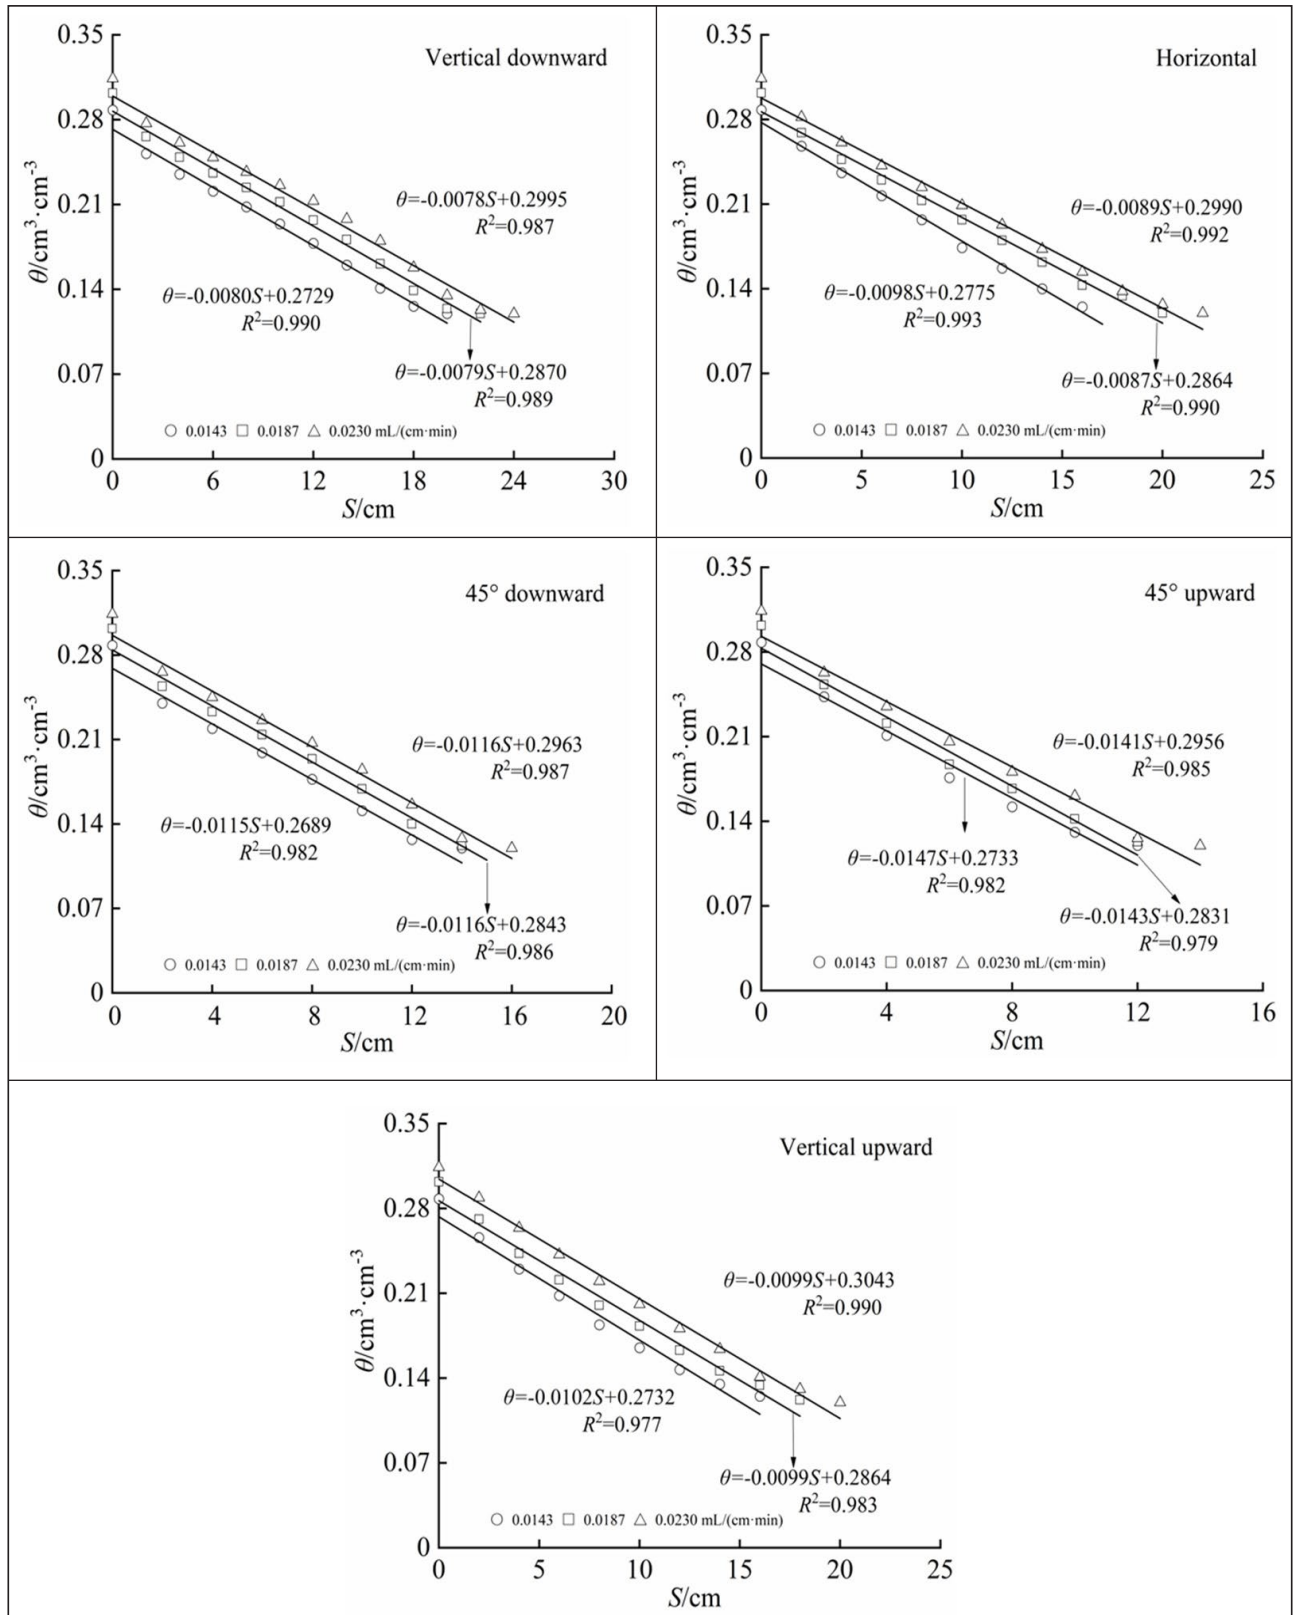 Vertical downward
0.35
0.28
0.21
0.14
0.07
0
θ/cm³·cm⁻³
θ=-0.0078S+0.2995
R²=0.987
θ=-0.0080S+0.2729
R²=0.990
θ=-0.0079S+0.2870
R²=0.989
○ 0.0143 □ 0.0187 △ 0.0230 mL/(cm·min)
0 6 12 18 24 30
S/cm
Horizontal
0.35
0.28
0.21
0.14
0.07
0
θ/cm³·cm⁻³
θ=-0.0089S+0.2990
R²=0.992
θ=-0.0098S+0.2775
R²=0.993
θ=-0.0087S+0.2864
R²=0.990
○ 0.0143 □ 0.0187 △ 0.0230 mL/(cm·min)
0 5 10 15 20 25
S/cm
45° downward
0.35
0.28
0.21
0.14
0.07
0
θ/cm³·cm⁻³
θ=-0.0116S+0.2963
R²=0.987
θ=-0.0115S+0.2689
R²=0.982
θ=-0.0116S+0.2843
R²=0.986
○ 0.0143 □ 0.0187 △ 0.0230 mL/(cm·min)
0 4 8 12 16 20
S/cm
45° upward
0.35
0.28
0.21
0.14
0.07
0
θ/cm³·cm⁻³
θ=-0.0141S+0.2956
R²=0.985
θ=-0.0147S+0.2733
R²=0.982
θ=-0.0143S+0.2831
R²=0.979
○ 0.0143 □ 0.0187 △ 0.0230 mL/(cm·min)
0 4 8 12 16
S/cm
Vertical upward
0.35
0.28
0.21
0.14
0.07
0
θ/cm³·cm⁻³
θ=-0.0099S+0.3043
R²=0.990
θ=-0.0102S+0.2732
R²=0.977
θ=-0.0099S+0.2864
R²=0.983
○ 0.0143 □ 0.0187 △ 0.0230 mL/(cm·min)
0 5 10 15 20 25
S/cm